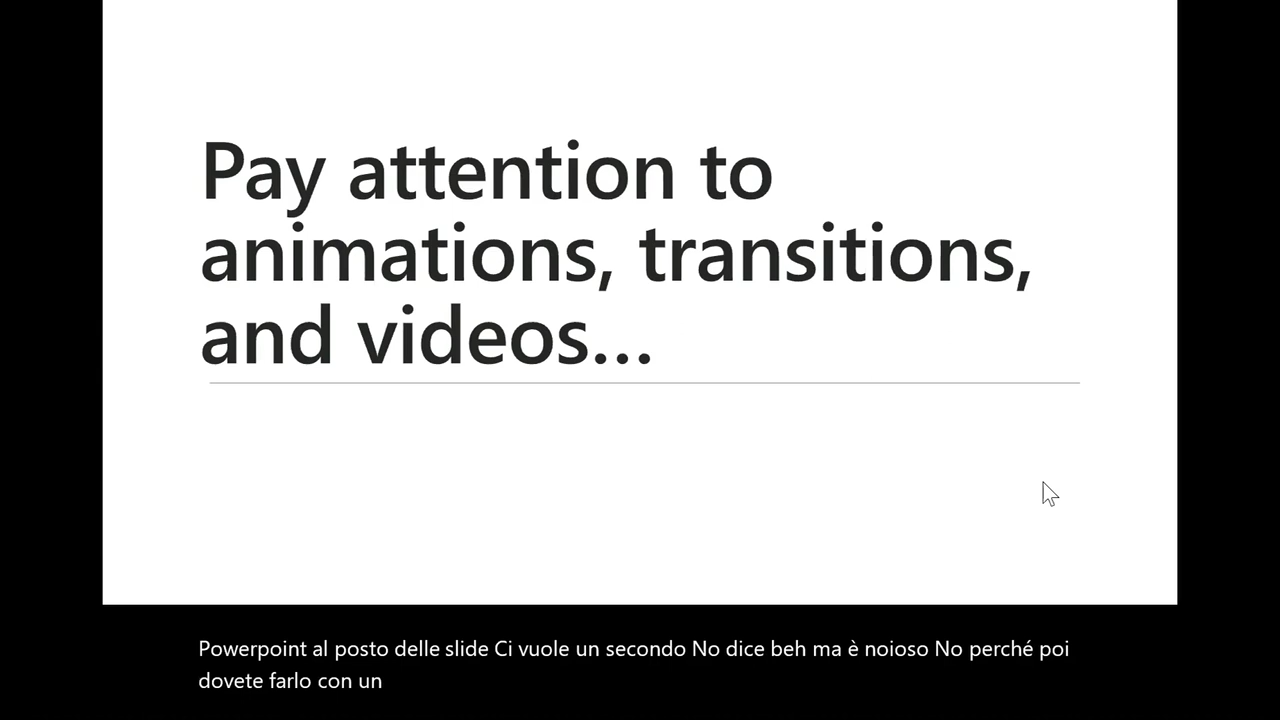 Pay attention to
animations, transitions,
and videos...
Powerpoint al posto delle slide Ci vuole un secondo No dice beh ma è noioso No perché poi
dovete farlo con un